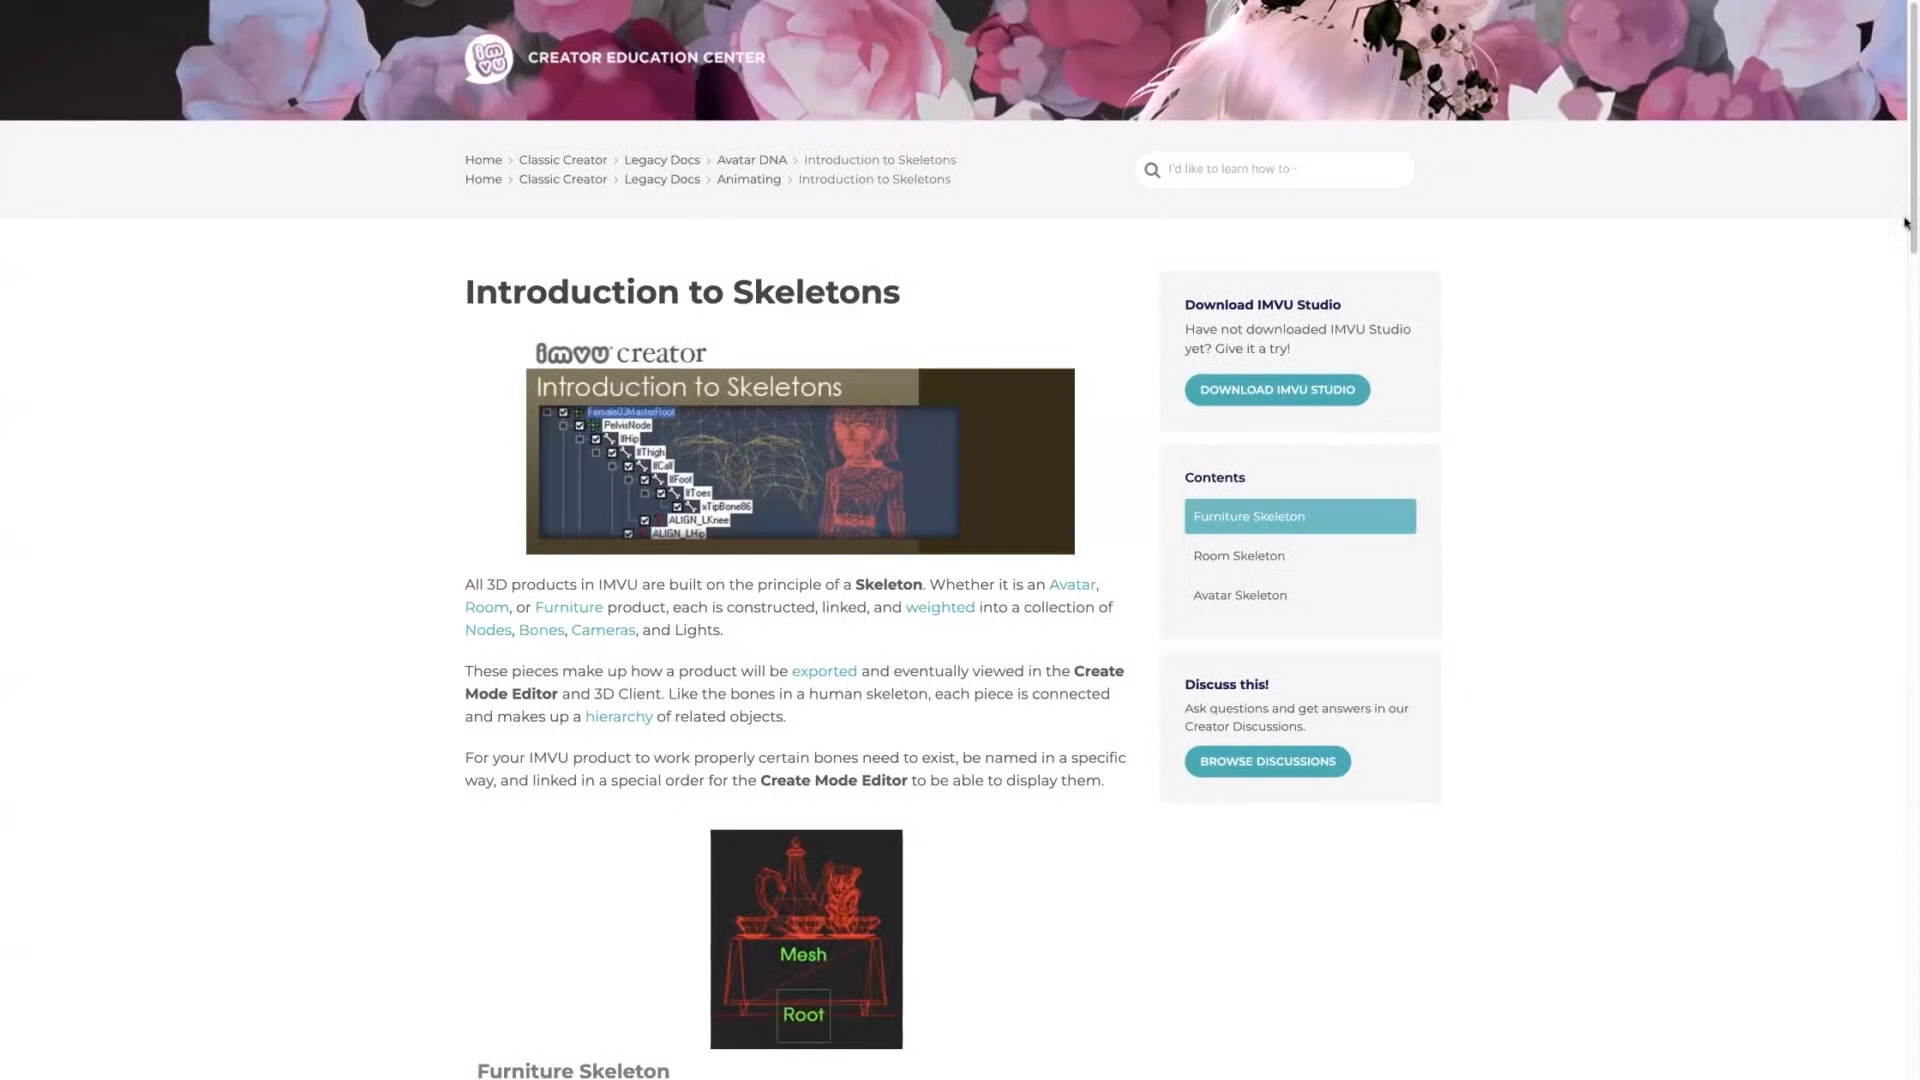 imvu
CREATOR EDUCATION CENTER
Home > Classic Creator > Legacy Docs > Avatar DNA > Introduction to Skeletons
Home > Classic Creator > Legacy Docs > Animating > Introduction to Skeletons
I'd like to learn how to···
Introduction to Skeletons
imvu creator
Introduction to Skeletons
Female03MasterRoot
PelvisNode
lfHip
lfThigh
lfCalf
lfFoot
lfToes
xTipBone86
ALIGN_LKnee
ALIGN_LHip
All 3D products in IMVU are built on the principle of a Skeleton. Whether it is an Avatar,
Room, or Furniture product, each is constructed, linked, and weighted into a collection of
Nodes, Bones, Cameras, and Lights.
These pieces make up how a product will be exported and eventually viewed in the Create
Mode Editor and 3D Client. Like the bones in a human skeleton, each piece is connected
and makes up a hierarchy of related objects.
For your IMVU product to work properly certain bones need to exist, be named in a specific
way, and linked in a special order for the Create Mode Editor to be able to display them.
Mesh
Root
Furniture Skeleton
Download IMVU Studio
Have not downloaded IMVU Studio
yet? Give it a try!
DOWNLOAD IMVU STUDIO
Contents
Furniture Skeleton
Room Skeleton
Avatar Skeleton
Discuss this!
Ask questions and get answers in our
Creator Discussions.
BROWSE DISCUSSIONS